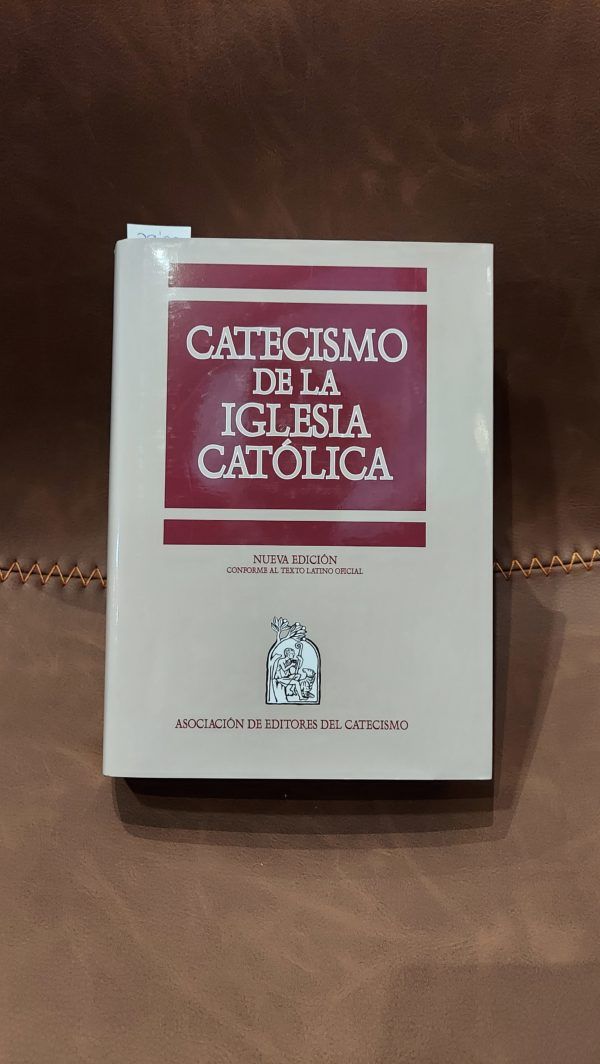 CATECISMO
DE LA
IGLESIA
CATÓLICA
NUEVA EDICIÓN
CONFORME AL TEXTO LATINO OFICIAL
ASOCIACIÓN DE EDITORES DEL CATECISMO